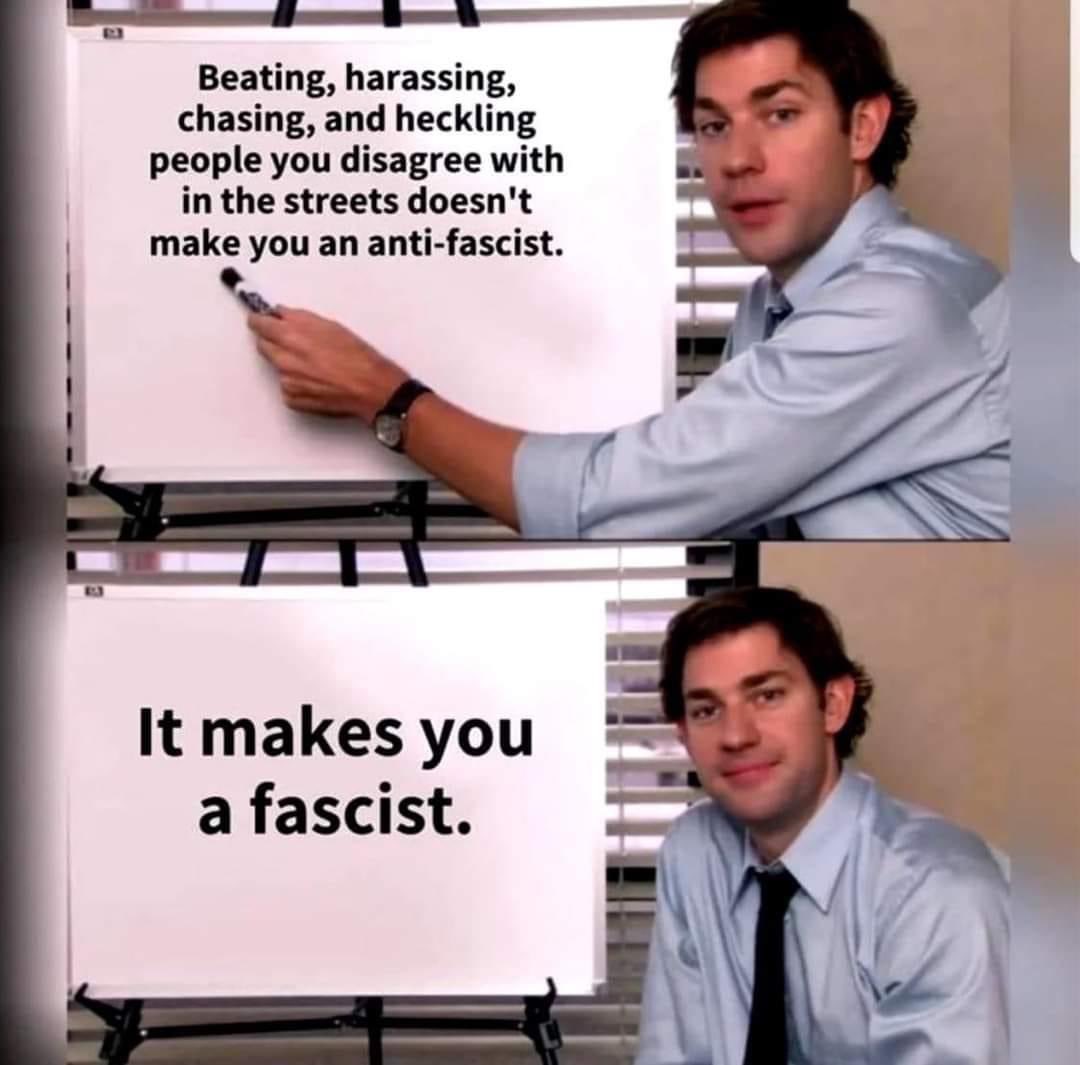 Beating, harassing,
chasing, and heckling
people you disagree with
in the streets doesn't
make you an anti-fascist.
It makes you
a fascist.